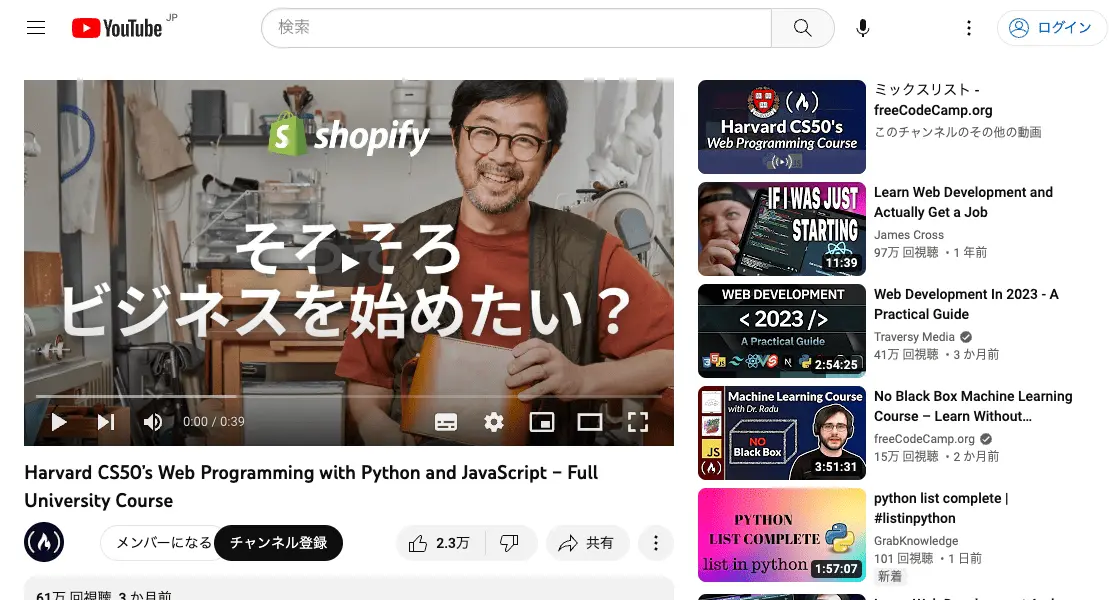 YouTube JP
検索
ログイン
shopify
そろそろ
ビジネスを始めたい？
0:00 / 0:39
Harvard CS50's Web Programming with Python and JavaScript – Full
University Course
メンバーになる
チャンネル登録
2.3万
共有
61万 回視聴 3 か月前
Harvard CS50's
Web Programming Course
ミックスリスト -
freeCodeCamp.org
このチャンネルのその他の動画
IF I WAS JUST
STARTING
11:39
Learn Web Development and
Actually Get a Job
James Cross
97万 回視聴 ・1 年前
WEB DEVELOPMENT
< 2023 />
A Practical Guide
2:54:25
Web Development In 2023 - A
Practical Guide
Traversy Media
41万 回視聴 ・3 か月前
Machine Learning Course
with Dr. Radu
NO
Black Box
JS
3:51:31
No Black Box Machine Learning
Course – Learn Without...
freeCodeCamp.org
15万 回視聴 ・2 か月前
PYTHON
LIST COMPLETE
list in python
1:57:07
python list complete |
#listinpython
GrabKnowledge
101 回視聴 ・1 日前
新着